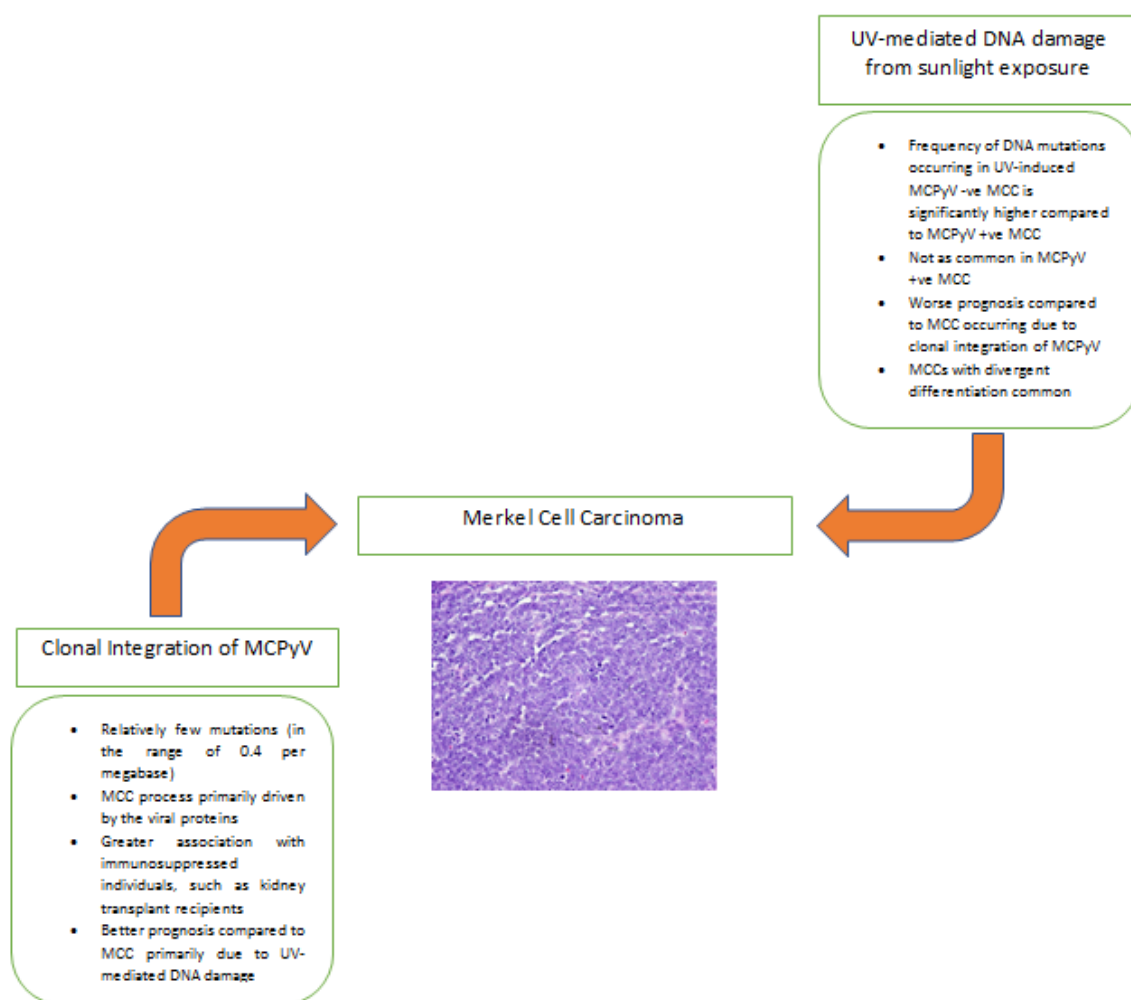 UV-mediated DNA damage
from sunlight exposure
• Frequency of DNA mutations
occurring in UV-induced
MCPyV -ve MCC is
significantly higher compared
to MCPyV +ve MCC
• Not as common in MCPyV
+ve MCC
• Worse prognosis compared
to MCC occurring due to
clonal integration of MCPyV
• MCCs with divergent
differentiation common
Merkel Cell Carcinoma
Clonal Integration of MCPyV
• Relatively few mutations (in
the range of 0.4 per
megabase)
• MCC process primarily driven
by the viral proteins
• Greater association with
immunosuppressed
individuals, such as kidney
transplant recipients
• Better prognosis compared to
MCC primarily due to UV-
mediated DNA damage